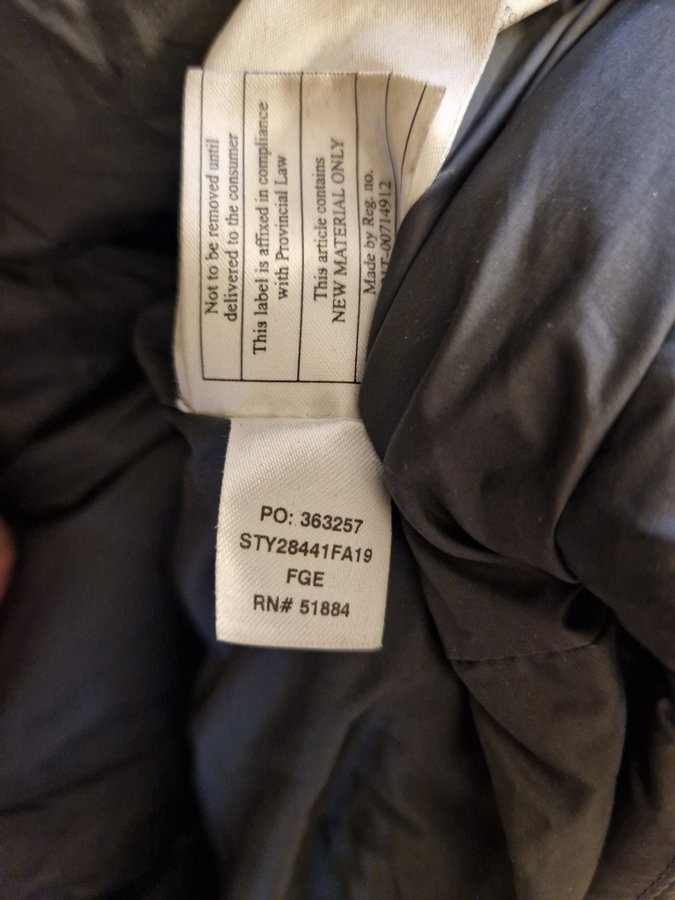 Not to be removed until
delivered to the consumer
This label is affixed in compliance
with Provincial Law
This article contains
NEW MATERIAL ONLY
Made by Reg. no.
-00714912
PO: 363257
STY28441FA19
FGE
RN# 51884